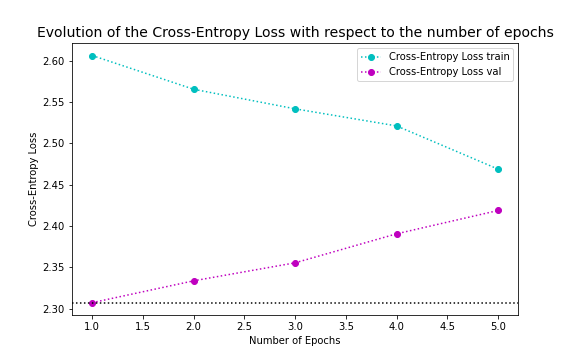 Evolution of the Cross-Entropy Loss with respect to the number of epochs
Cross-Entropy Loss train
Cross-Entropy Loss val
2.60
2.55
2.50
2.45
2.40
2.35
2.30
Cross-Entropy Loss
1.0 1.5 2.0 2.5 3.0 3.5 4.0 4.5 5.0
Number of Epochs